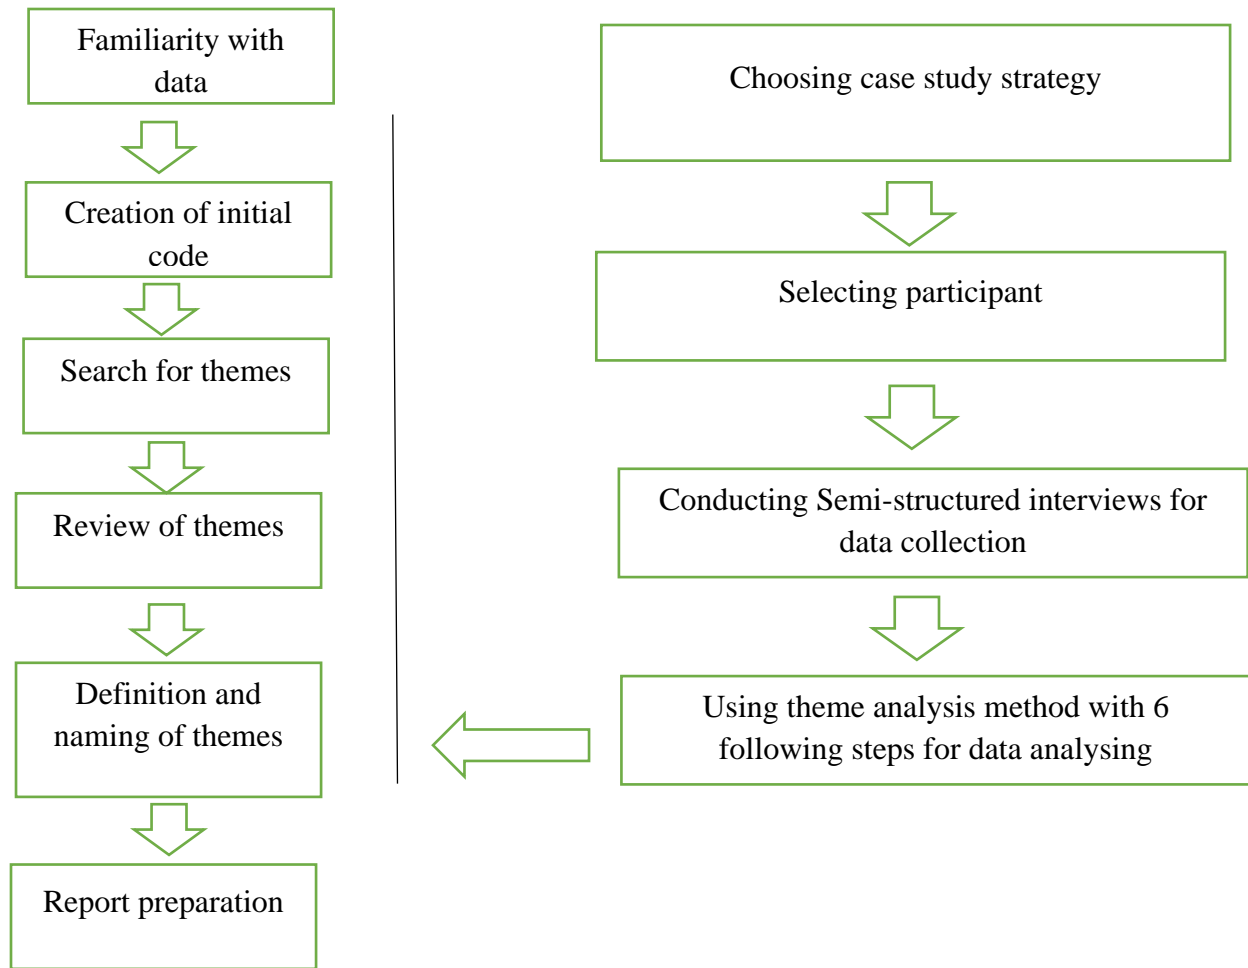 Familiarity with
data
Creation of initial
code
Search for themes
Review of themes
Definition and
naming of themes
Report preparation
Choosing case study strategy
Selecting participant
Conducting Semi-structured interviews for
data collection
Using theme analysis method with 6
following steps for data analysing